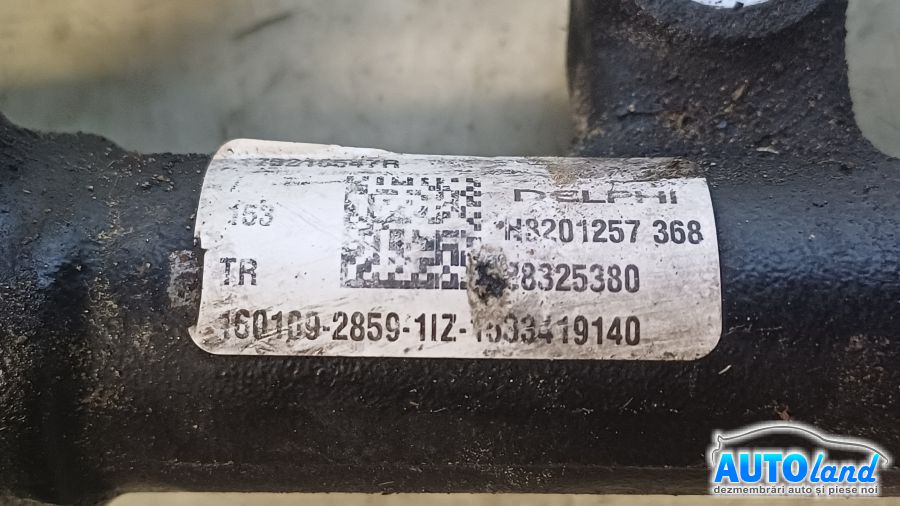 163
DELPHI
H8201257 368
28325380
TR
160109-2859-1IZ-1533419140
AUTOland
dezmembrări auto și piese noi